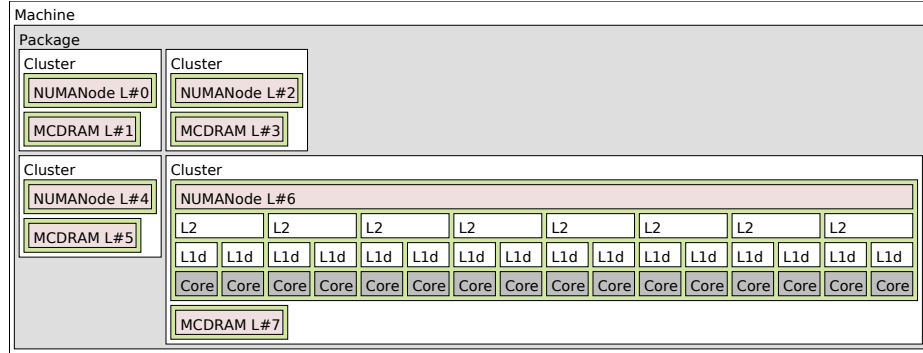 Machine
Package
Cluster Cluster
NUMANode L#0 NUMANode L#2
MCDRAM L#1 MCDRAM L#3
Cluster Cluster
NUMANode L#4 NUMANode L#6
MCDRAM L#5 L2 L2 L2 L2 L2 L2 L2 L2
L1d L1d L1d L1d L1d L1d L1d L1d L1d L1d L1d L1d L1d L1d L1d L1d
Core Core Core Core Core Core Core Core Core Core Core Core Core Core Core Core
MCDRAM L#7